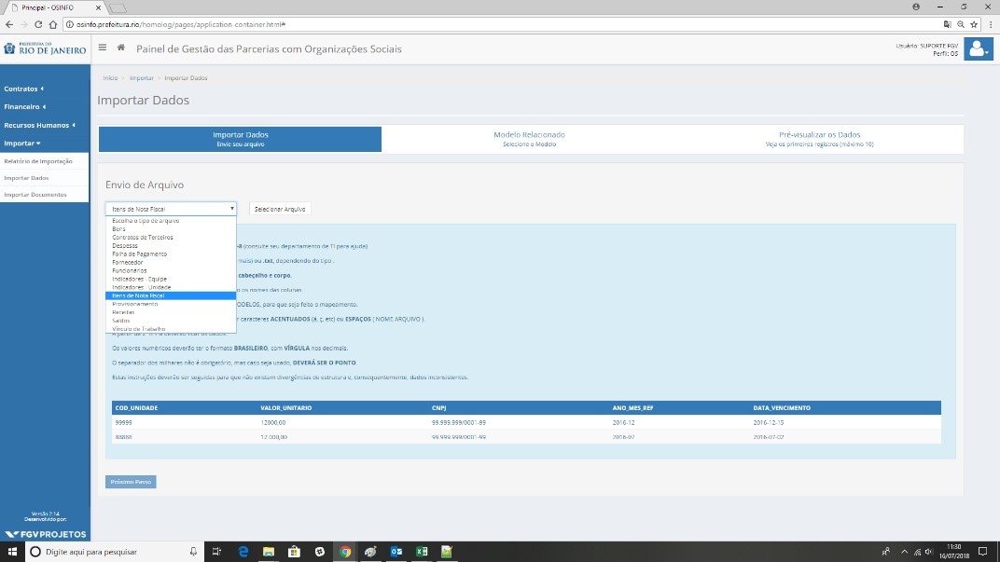 Principal - OSINFO
osinfo.prefeitura.rio/homolog/pages/application-container.html#
PREFEITURA DO
RIO DE JANEIRO
Painel de Gestão das Parcerias com Organizações Sociais
Usuário: SUPORTE FGV
Perfil: OS
Contratos
Financeiro
Recursos Humanos
Importar
Relatório de Importação
Importar Dados
Importar Documentos
Início > Importar > Importar Dados
Importar Dados
Importar Dados
Envie seu arquivo
Modelo Relacionado
Selecione o Modelo
Pré-visualizar os Dados
Veja os primeiros registros (máximo 10)
Envio de Arquivo
Itens de Nota Fiscal
Selecionar Arquivo
Escolha o tipo de arquivo
Bens
Contratos de Terceiros
Despesas
Folha de Pagamento
Fornecedor
Funcionários
Indicadores - Equipe
Indicadores - Unidade
Itens de Nota Fiscal
Provisionamento
Receitas
Saldos
Vínculo de Trabalho
-8 (consulte seu departamento de TI para ajuda)
mais) ou .txt, dependendo do tipo .
cabeçalho e corpo.
o os nomes das colunas
ODELOS, para que seja feito o mapeamento.
r caracteres ACENTUADOS (á, ç, etc) ou ESPAÇOS ( NOME ARQUIVO ).
Os valores numéricos deverão ter o formato BRASILEIRO, com VÍRGULA nos decimais.
O separador dos milhares não é obrigatório, mas caso seja usado, DEVERÁ SER O PONTO
Estas instruções deverão ser seguidas para que não existam divergências de estrutura e, consequentemente, dados inconsistentes.
COD_UNIDADE VALOR_UNITARIO CNPJ ANO_MES_REF DATA_VENCIMENTO
99999 12000,00 99.999.999/0001-99 2016-12 2016-12-15
88888 12.000,00 99.999.999/0001-99 2016-07 2016-07-02
Próximo Passo
Versão 2.14
Desenvolvido por:
FGV PROJETOS
Digite aqui para pesquisar
11:30
16/07/2018